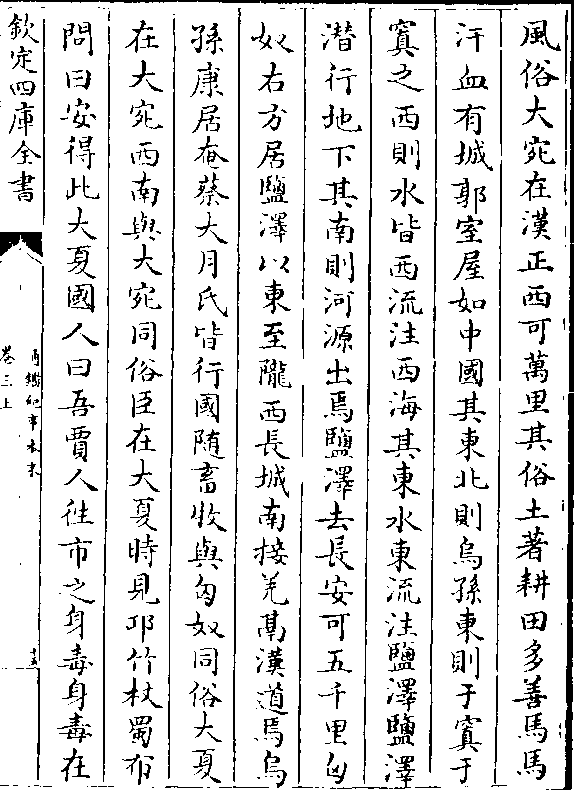 風俗大宛在漢正西可萬里其俗土著耕田多善馬馬
汗血有城郭室屋如中國其東北則烏孫東則于窴于
窴之西則水皆西流注西海其東水東流注鹽澤鹽澤
潛行地下其南則河源出焉鹽澤去長安可五千里匈
奴右方居鹽澤以東至隴西長城南接羌鬲漢道焉烏
孫康居奄蔡大月氏皆行國隨畜牧與匈奴同俗大夏
在大宛西南與大宛同俗臣在大夏時見邛竹杖蜀布
問曰安得此大夏國人曰吾賈人往市之身毒身毒在
欽定四庫全書
通鑑紀事本末
卷三上
十五